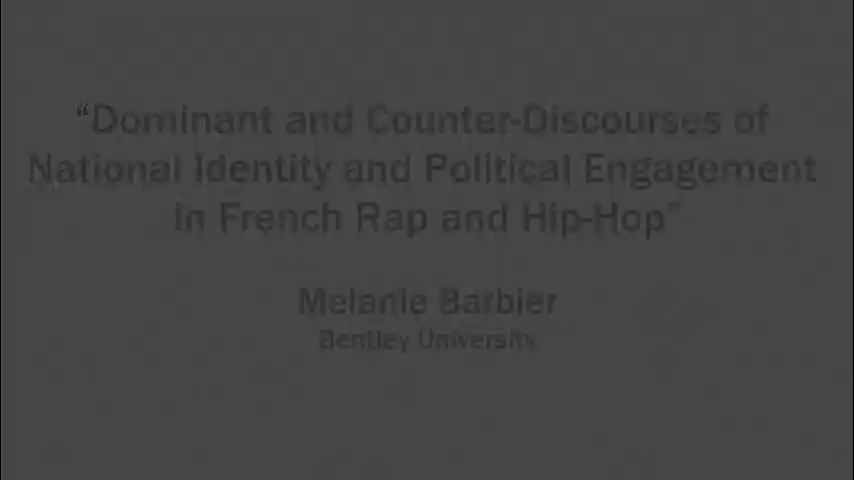 “Dominant and Counter-Discourses of
National Identity and Political Engagement
in French Rap and Hip-Hop”
Melanie Barbier
Bentley University